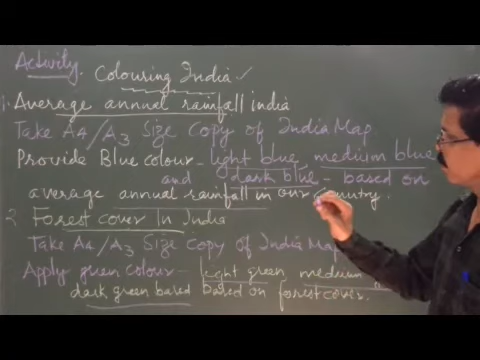 Activity. Colouring India ✓
1. Average annual rainfall india
Take A4/A3 Size Copy of India Map
Provide Blue colour - light blue, medium blue
and dark blue - based on
average annual rainfall in our country.
2. Forest cover In India
Take A4/A3 Size Copy of India Map
Apply green Colour - light green medium
dark green based based on forest cover.